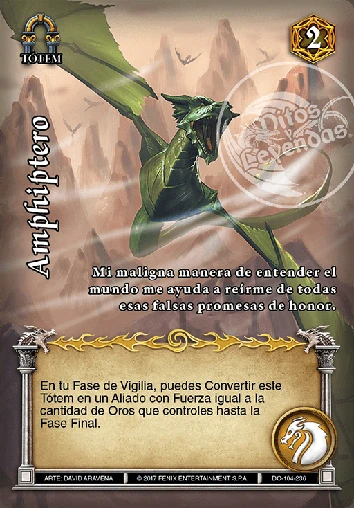 TÓTEM
2
Mitos
y
Leyendas
Amphiptero
Mi maligna manera de entender el
mundo me ayuda a reirme de todas
esas falsas promesas de honor.
En tu Fase de Vigilia, puedes Convertir este
Tótem en un Aliado con Fuerza igual a la
cantidad de Oros que controles hasta la
Fase Final.
ARTE: DAVID ARAVENA
© 2017 FENIX ENTERTAINMENT S.P.A.